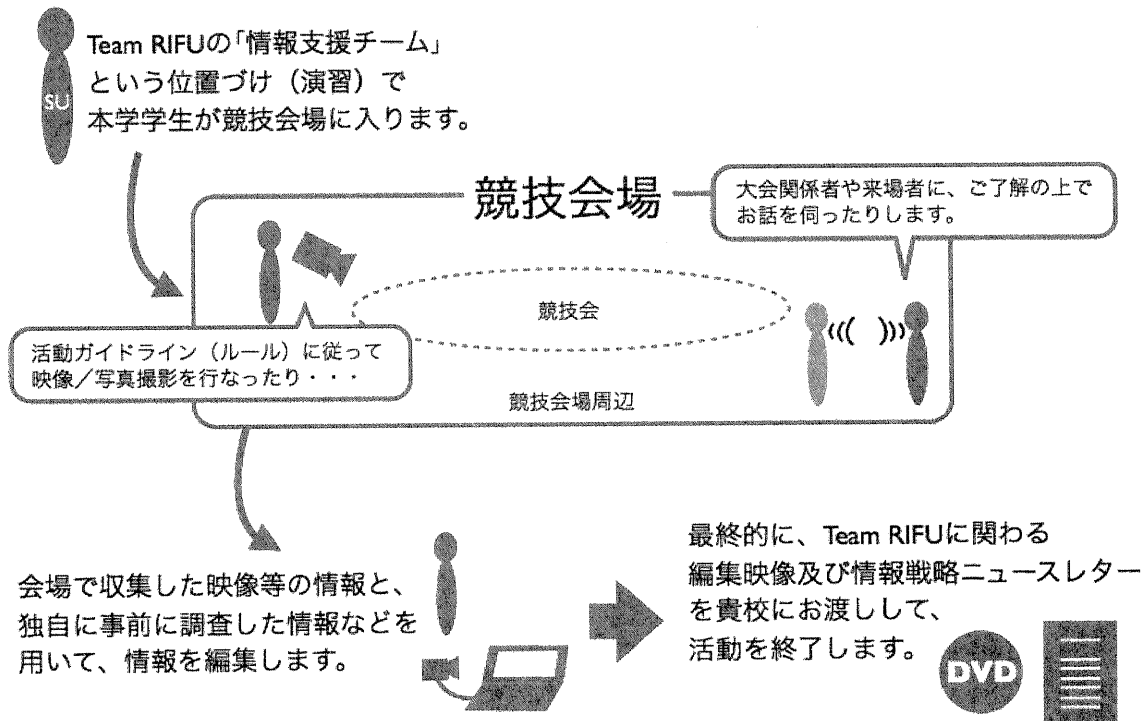 Team RIFUの「情報支援チーム」
という位置づけ（演習）で
本学学生が競技会場に入ります。
SU
競技会場
大会関係者や来場者に、ご了解の上で
お話を伺ったりします。
競技会
活動ガイドライン（ルール）に従って
映像／写真撮影を行なったり・・・
競技会場周辺
会場で収集した映像等の情報と、
独自に事前に調査した情報などを
用いて、情報を編集します。
最終的に、Team RIFUに関わる
編集映像及び情報戦略ニュースレター
を貴校にお渡しして、
活動を終了します。
DVD